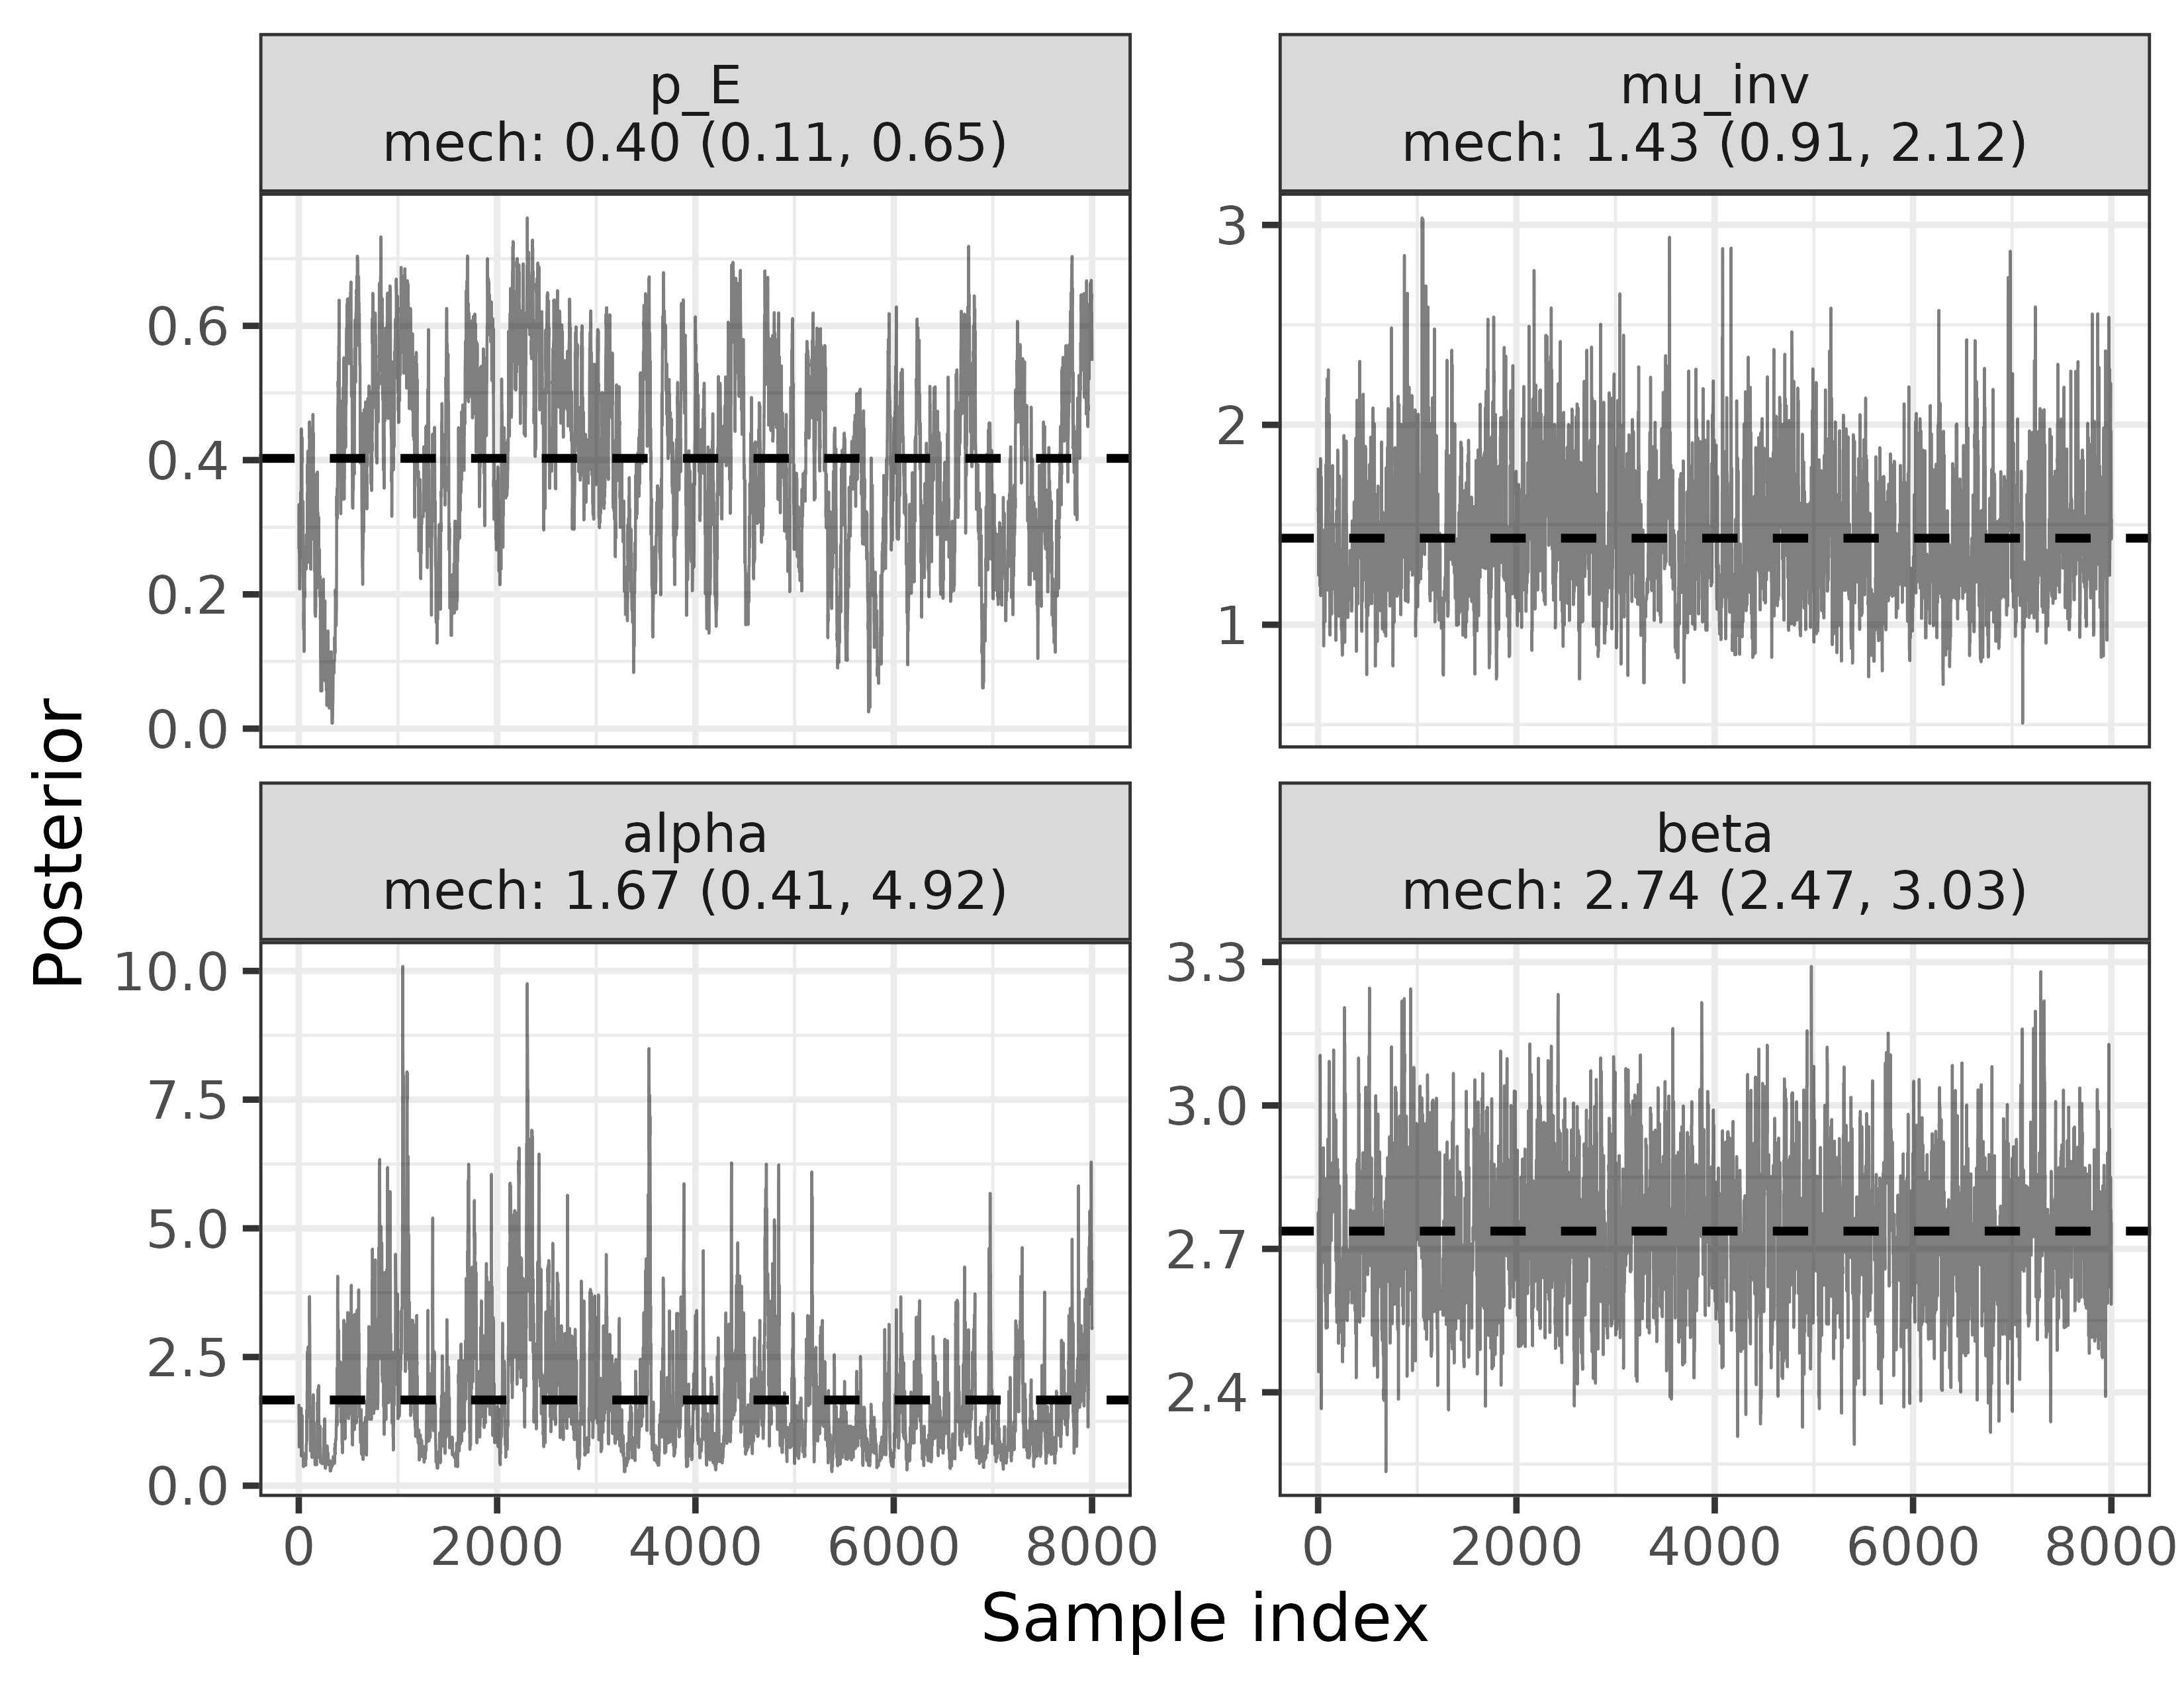 p_E
mech: 0.40 (0.11, 0.65)
mu_inv
mech: 1.43 (0.91, 2.12)
0.6
0.4
0.2
0.0
3
2
1
alpha
mech: 1.67 (0.41, 4.92)
beta
mech: 2.74 (2.47, 3.03)
10.0
7.5
5.0
2.5
0.0
3.3
3.0
2.7
2.4
0 2000 4000 6000 8000
0 2000 4000 6000 8000
Sample index
Posterior